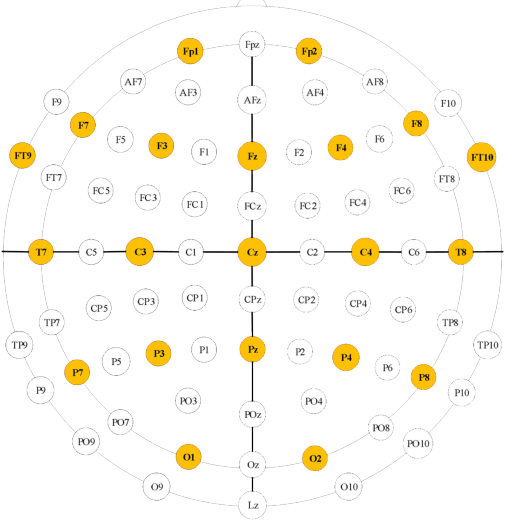 Fp1 Fpz Fp2
AF7 AF8
AF3 AFz AF4
F9 F10
F7 F8
F5 F3 F1 Fz F2 F4 F6
FT9 FT10
FT7 FT8
FC5 FC3 FC1 FCz FC2 FC4 FC6
T7 C5 C3 C1 Cz C2 C4 C6 T8
CP5 CP3 CP1 CPz CP2 CP4 CP6
TP7 TP8
TP9 TP10
P5 P3 P1 Pz P2 P4 P6
P7 P8
P9 P10
PO3 PO4
PO7 POz PO8
PO9 PO10
O1 Oz O2
O9 O10
Lz